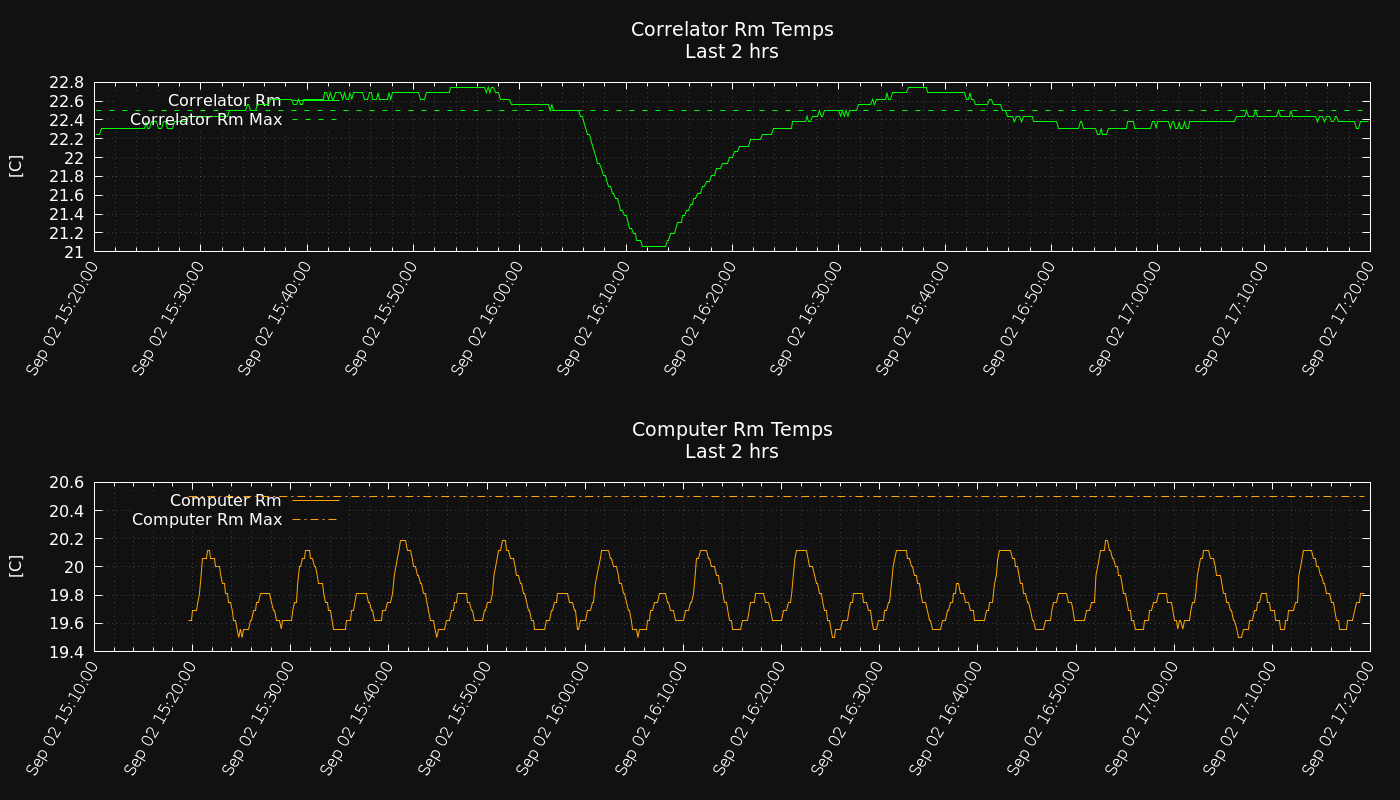 Correlator Rm Temps
Last 2 hrs
22.8
22.6
22.4
22.2
22
21.8
21.6
21.4
21.2
21
[C]
Correlator Rm
Correlator Rm Max
Sep 02 15:20:00
Sep 02 15:30:00
Sep 02 15:40:00
Sep 02 15:50:00
Sep 02 16:00:00
Sep 02 16:10:00
Sep 02 16:20:00
Sep 02 16:30:00
Sep 02 16:40:00
Sep 02 16:50:00
Sep 02 17:00:00
Sep 02 17:10:00
Sep 02 17:20:00
Computer Rm Temps
Last 2 hrs
20.6
20.4
20.2
20
19.8
19.6
19.4
[C]
Computer Rm
Computer Rm Max
Sep 02 15:10:00
Sep 02 15:20:00
Sep 02 15:30:00
Sep 02 15:40:00
Sep 02 15:50:00
Sep 02 16:00:00
Sep 02 16:10:00
Sep 02 16:20:00
Sep 02 16:30:00
Sep 02 16:40:00
Sep 02 16:50:00
Sep 02 17:00:00
Sep 02 17:10:00
Sep 02 17:20:00